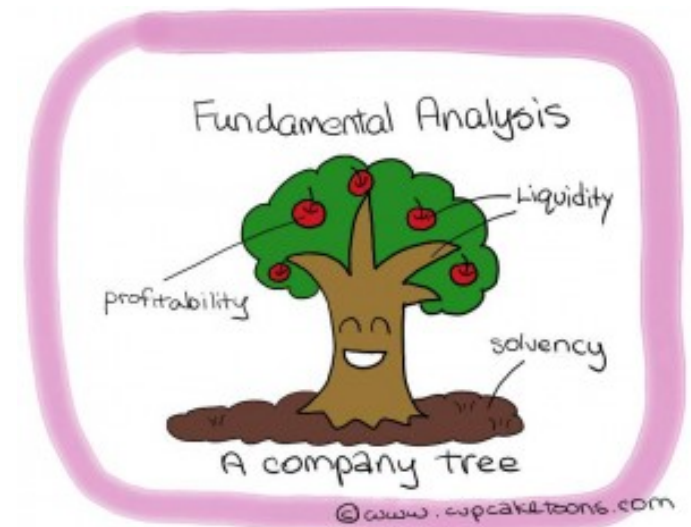 Fundamental Analysis
Liquidity
profitability
solvency
A company tree
©www.cupcaketoons.com